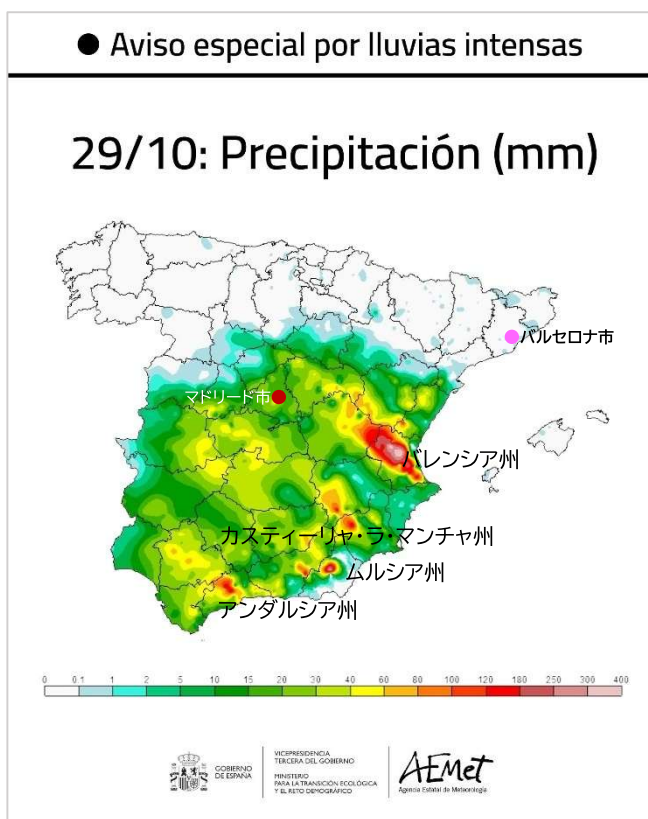 ● Aviso especial por lluvias intensas
29/10: Precipitación (mm)
バルセロナ市
マドリード市
バレンシア州
カスティーリャ・ラ・マンチャ州
ムルシア州
アンダルシア州
0 0.1 1 2 5 10 15 20 30 40 60 80 100 120 180 250 300 400
GOBIERNO
DE ESPAÑA
VICEPRESIDENCIA
TERCERA DEL GOBIERNO
MINISTERIO
PARA LA TRANSICIÓN ECOLÓGICA
Y EL RETO DEMOGRÁFICO
AEMet
Agencia Estatal de Meteorología